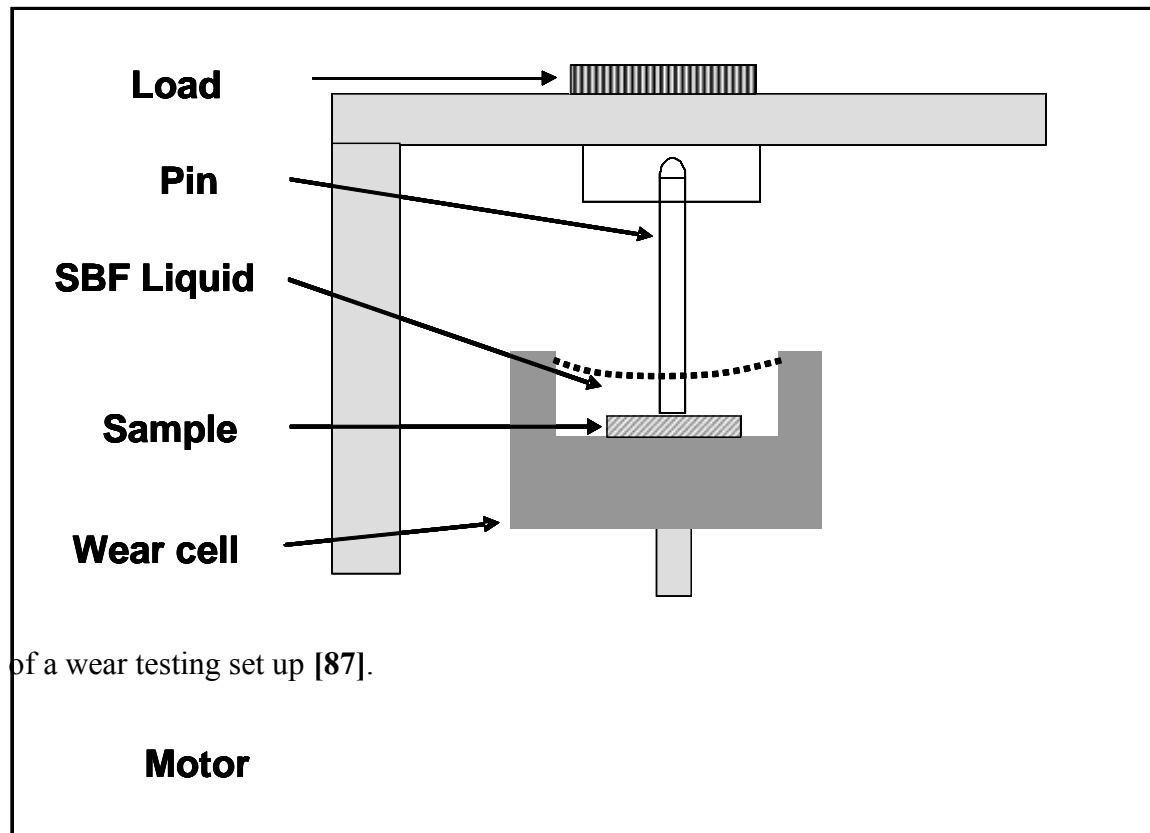 Load
Pin
SBF Liquid
Sample
Wear cell
of a wear testing set up [87].
Motor